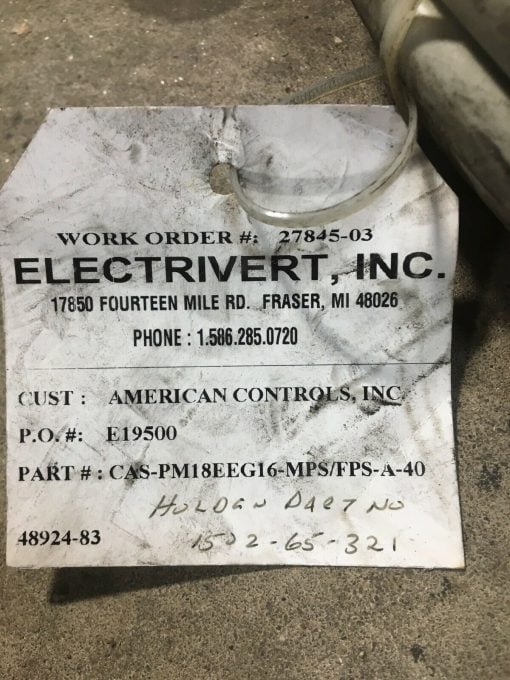 WORK ORDER #: 27845-03
ELECTRIVERT, INC.
17850 FOURTEEN MILE RD. FRASER, MI 48026
PHONE : 1.586.285.0720
CUST : AMERICAN CONTROLS, INC.
P.O. #: E19500
PART # : CAS-PM18EEG16-MPS/FPS-A-40
HOLDEN PART NO
48924-83 1502-65-321